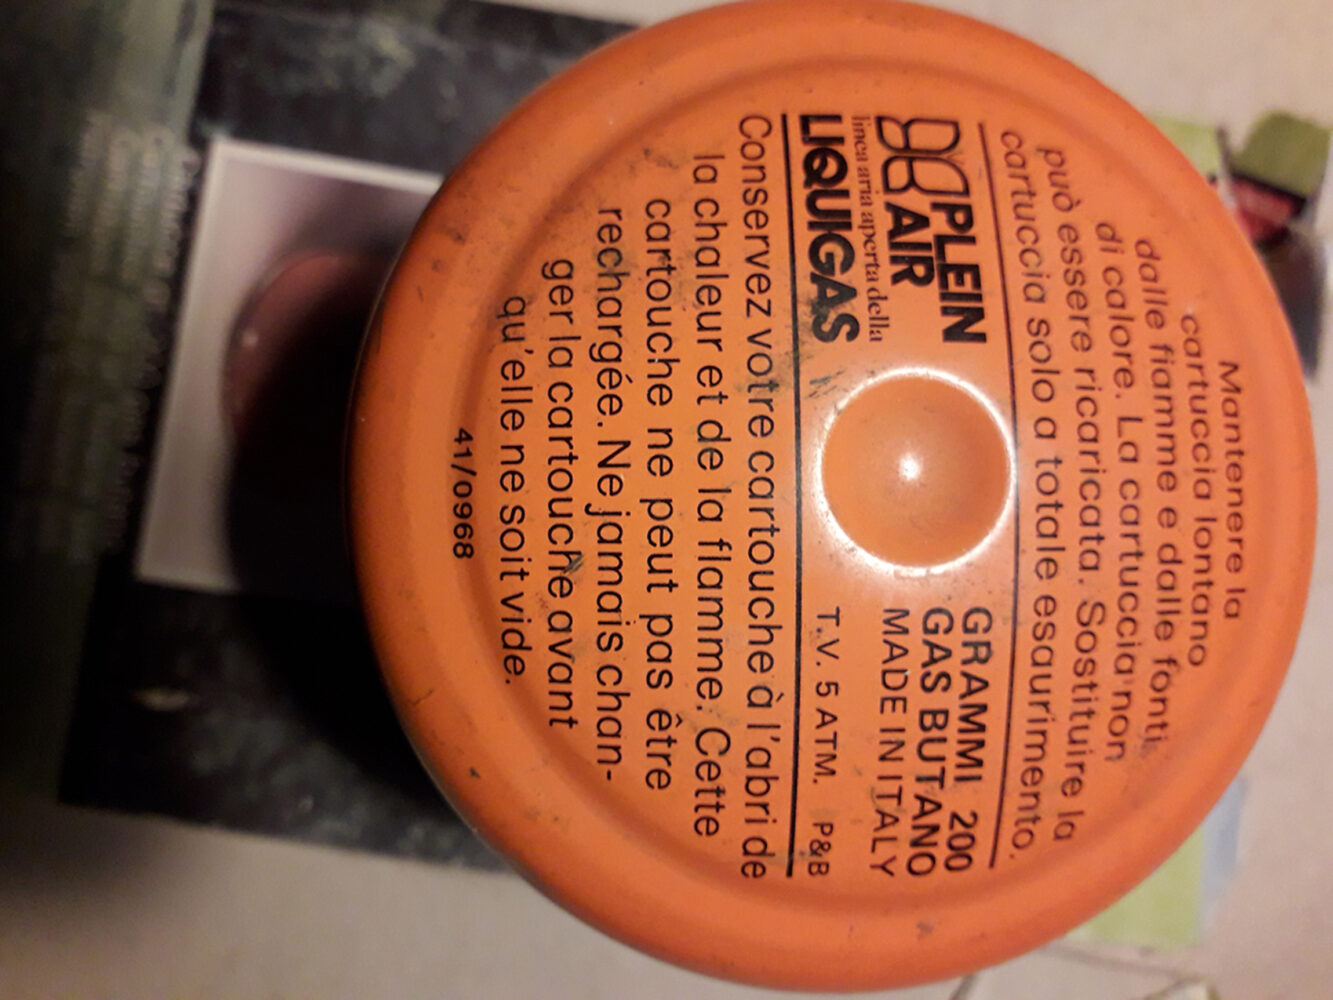 Mantenere la
cartuccia lontano
dalle fiamme e dalle fonti
di calore. La cartuccia non
può essere ricaricata. Sostituire la
cartuccia solo a totale esaurimento.
PLEIN
AIR
linea aria aperta della
LIQUIGAS
GRAMMI 200
GAS BUTANO
MADE IN ITALY
T.V. 5 ATM. P&B
Conservez votre cartouche à l'abri de
la chaleur et de la flamme. Cette
cartouche ne peut pas être
rechargée. Ne jamais chan-
ger la cartouche avant
qu'elle ne soit vide.
41/0968